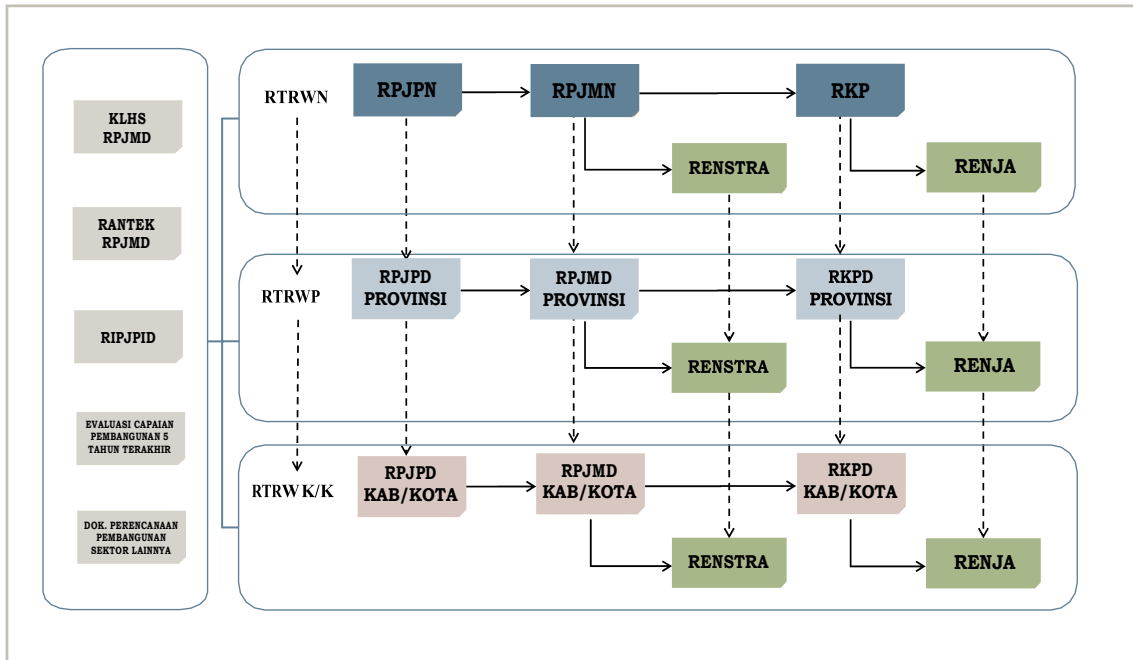 KLHS
RPJMD
RANTEK
RPJMD
RIPJPID
EVALUASI CAPAIAN
PEMBANGUNAN 5
TAHUN TERAKHIR
DOK. PERENCANAAN
PEMBANGUNAN
SEKTOR LAINNYA
RTRWN
RPJPN
RPJMN
RKP
RENSTRA
RENJA
RTRWP
RPJPD
PROVINSI
RPJMD
PROVINSI
RKPD
PROVINSI
RENSTRA
RENJA
RTRW K/K
RPJPD
KAB/KOTA
RPJMD
KAB/KOTA
RKPD
KAB/KOTA
RENSTRA
RENJA